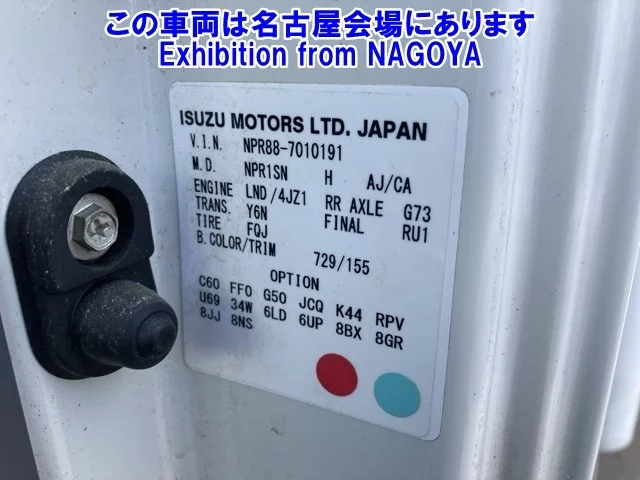 この車両は名古屋会場にあります
Exhibition from NAGOYA
ISUZU MOTORS LTD. JAPAN
V.I.N. NPR88-7010191
M.D. NPR1SN H AJ/CA
ENGINE LND/4JZ1 RR AXLE G73
TRANS. Y6N FINAL RU1
TIRE FQJ
B.COLOR/TRIM 729/155
OPTION
C60 FF0 G50 JCQ K44 RPV
U69 34W 6LD 6UP 8BX 8GR
8JJ 8NS